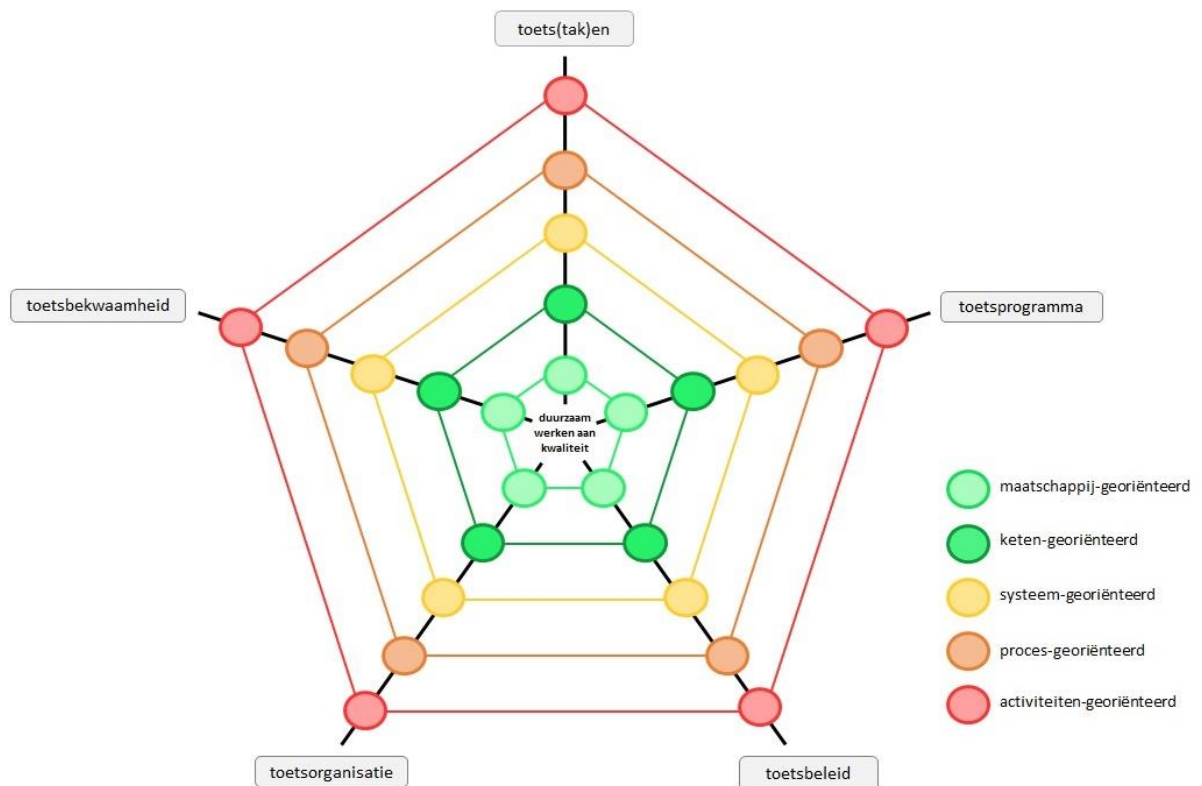 toets(tak)en
toetsbekwaamheid
toetsprogramma
duurzaam
werken aan
kwaliteit
maatschappij-georiënteerd
keten-georiënteerd
systeem-georiënteerd
proces-georiënteerd
activiteiten-georiënteerd
toetsorganisatie
toetsbeleid